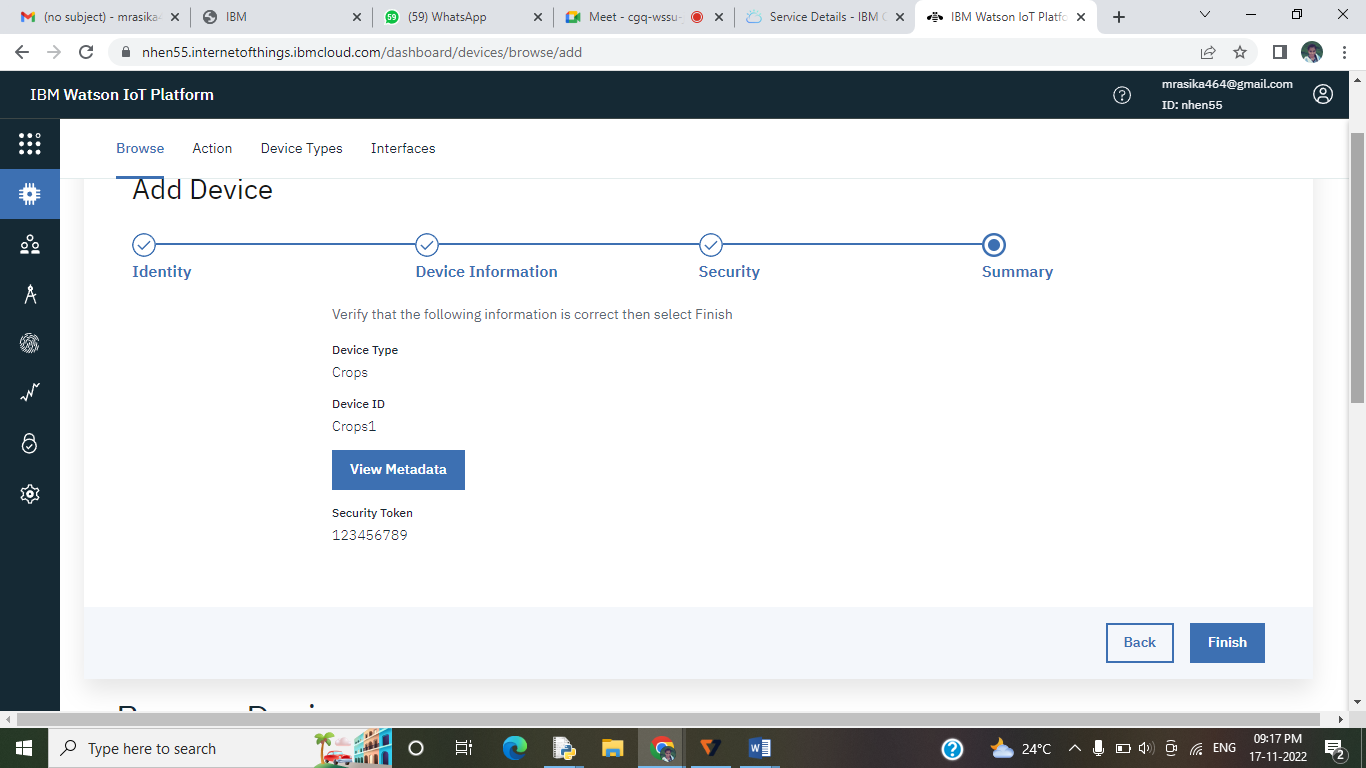 (no subject) - mrasika
IBM
59 (59) WhatsApp
Meet - cgq-wssu-
Service Details - IBM C
IBM Watson IoT Platfo
nhen55.internetofthings.ibmcloud.com/dashboard/devices/browse/add
IBM Watson IoT Platform
mrasika464@gmail.com
ID: nhen55
Browse Action Device Types Interfaces
Add Device
Identity Device Information Security Summary
Verify that the following information is correct then select Finish
Device Type
Crops
Device ID
Crops1
View Metadata
Security Token
123456789
Back Finish
Type here to search
24°C
ENG
09:17 PM
17-11-2022
2